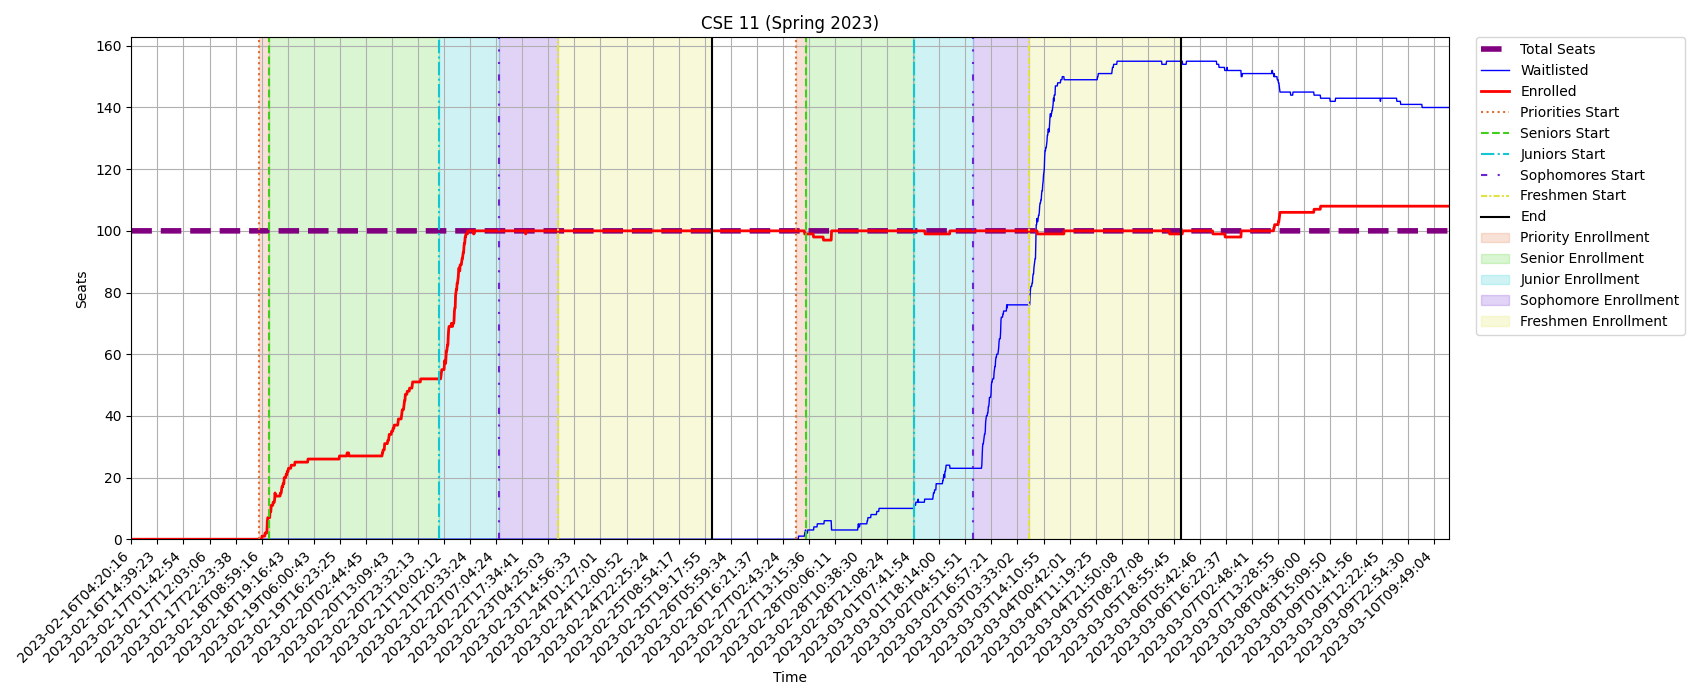 CSE 11 (Spring 2023)
Seats
160
140
120
100
80
60
40
20
0
2023-02-16T04:20:16
2023-02-16T14:39:23
2023-02-17T01:42:54
2023-02-17T12:03:06
2023-02-17T22:23:38
2023-02-18T08:59:16
2023-02-18T19:16:43
2023-02-19T06:00:43
2023-02-19T16:23:25
2023-02-20T02:44:45
2023-02-20T13:09:43
2023-02-20T23:32:13
2023-02-21T10:02:12
2023-02-21T20:33:24
2023-02-22T07:04:24
2023-02-22T17:34:41
2023-02-23T04:25:03
2023-02-23T14:56:33
2023-02-24T01:27:01
2023-02-24T12:00:52
2023-02-24T22:25:24
2023-02-25T08:54:17
2023-02-25T19:17:55
2023-02-26T05:59:34
2023-02-26T16:21:37
2023-02-27T02:43:24
2023-02-27T13:15:36
2023-02-28T00:06:11
2023-02-28T10:38:30
2023-02-28T21:08:24
2023-03-01T07:41:54
2023-03-01T18:14:00
2023-03-02T04:51:51
2023-03-02T16:57:21
2023-03-03T03:33:02
2023-03-03T14:10:55
2023-03-04T00:42:01
2023-03-04T11:19:25
2023-03-04T21:50:08
2023-03-05T08:27:08
2023-03-05T18:55:45
2023-03-06T05:42:46
2023-03-06T16:22:37
2023-03-07T02:48:41
2023-03-07T13:28:55
2023-03-08T04:36:00
2023-03-08T15:09:50
2023-03-09T01:41:56
2023-03-09T12:22:45
2023-03-09T22:54:30
2023-03-10T09:49:04
Time
Total Seats
Waitlisted
Enrolled
Priorities Start
Seniors Start
Juniors Start
Sophomores Start
Freshmen Start
End
Priority Enrollment
Senior Enrollment
Junior Enrollment
Sophomore Enrollment
Freshmen Enrollment